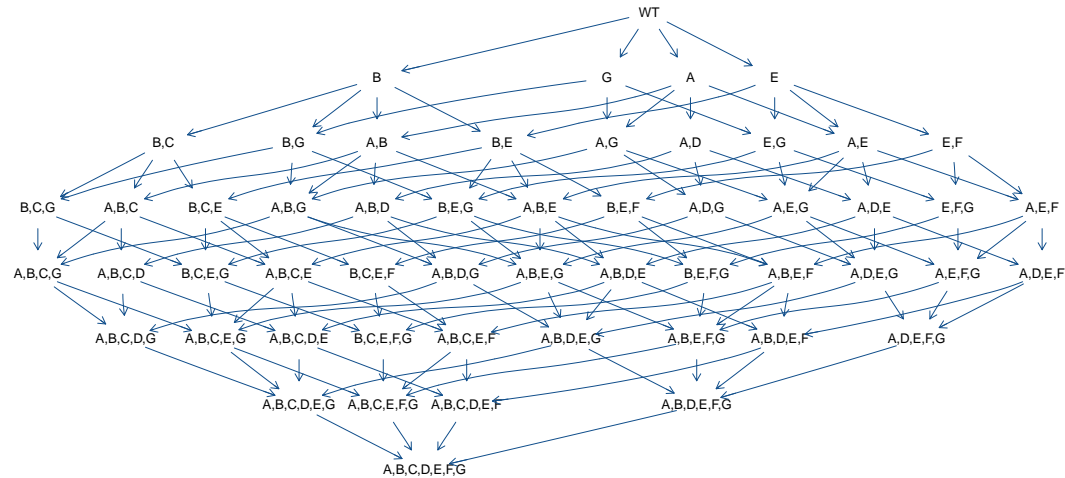 WT
B G A E
B,C B,G A,B B,E A,G A,D E,G A,E E,F
B,C,G A,B,C B,C,E A,B,G A,B,D B,E,G A,B,E B,E,F A,D,G A,E,G A,D,E E,F,G A,E,F
A,B,C,G A,B,C,D B,C,E,G A,B,C,E B,C,E,F A,B,D,G A,B,E,G A,B,D,E B,E,F,G A,B,E,F A,D,E,G A,E,F,G A,D,E,F
A,B,C,D,G A,B,C,E,G A,B,C,D,E B,C,E,F,G A,B,C,E,F A,B,D,E,G A,B,E,F,G A,B,D,E,F A,D,E,F,G
A,B,C,D,E,G A,B,C,E,F,G A,B,C,D,E,F A,B,D,E,F,G
A,B,C,D,E,F,G